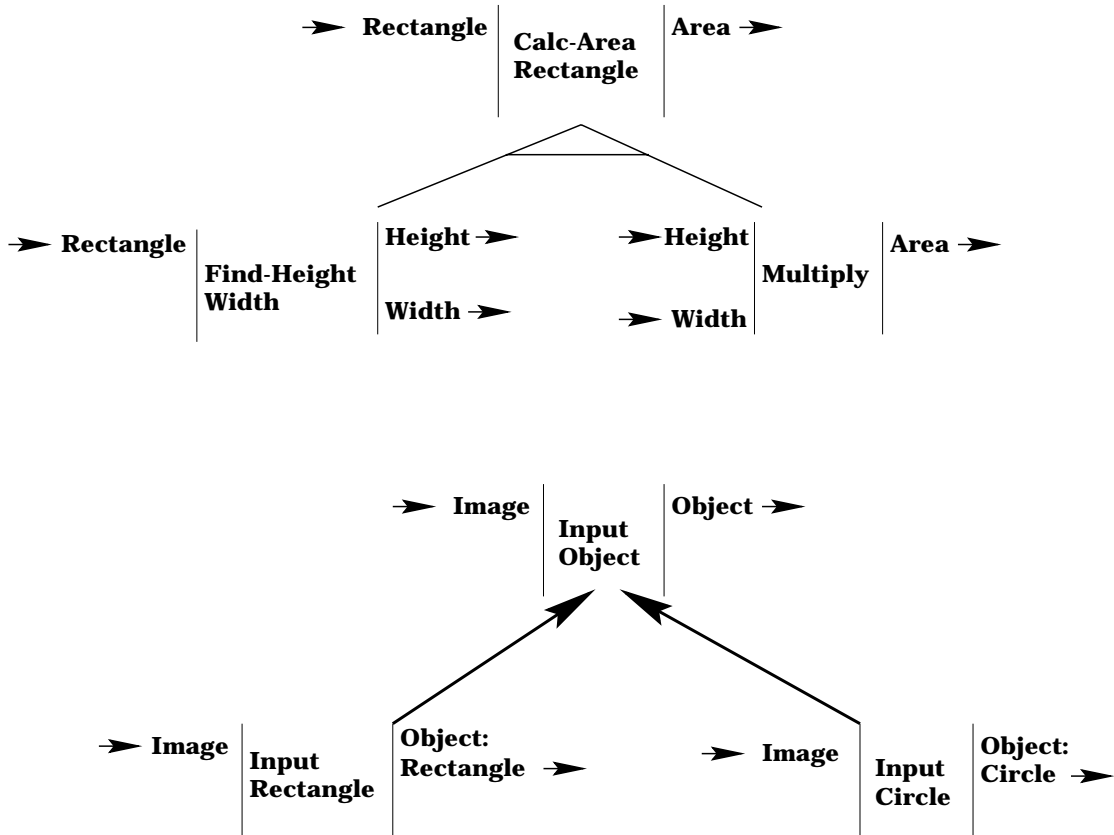 Rectangle
Calc-Area
Rectangle
Area
Rectangle
Find-Height
Width
Height
Width
Height
Width
Multiply
Area
Image
Input
Object
Object
Image
Input
Rectangle
Object:
Rectangle
Image
Input
Circle
Object:
Circle